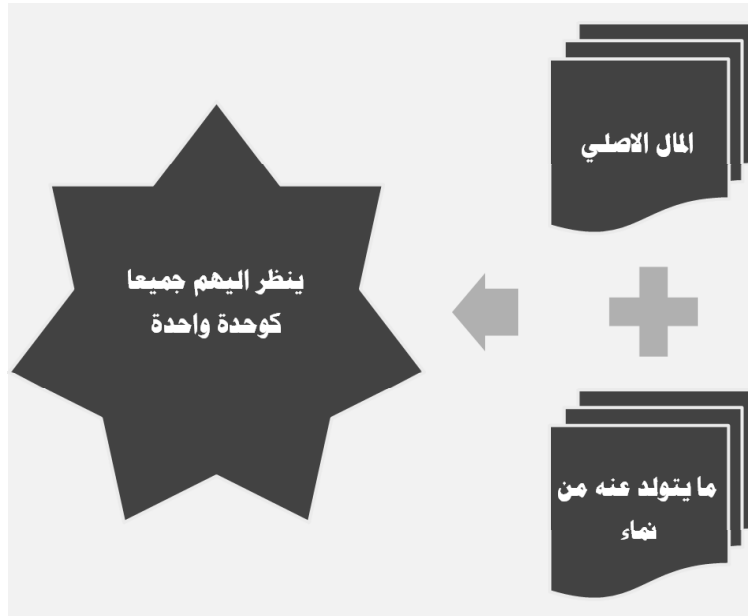 المال الاصلي
ما يتولد عنه من
نماء
ينظر اليهم جميعا
كوحدة واحدة